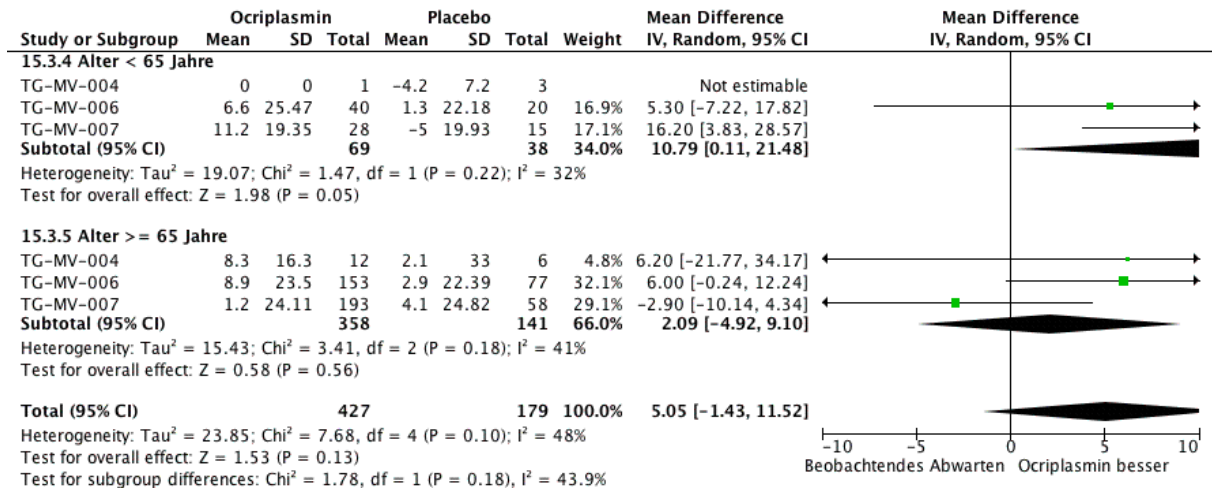 Ocriplasmin Placebo Mean Difference Mean Difference
Study or Subgroup Mean SD Total Mean SD Total Weight IV, Random, 95% CI IV, Random, 95% CI
15.3.4 Alter < 65 Jahre
TG-MV-004 0 0 1 -4.2 7.2 3 Not estimable
TG-MV-006 6.6 25.47 40 1.3 22.18 20 16.9% 5.30 [-7.22, 17.82]
TG-MV-007 11.2 19.35 28 -5 19.93 15 17.1% 16.20 [3.83, 28.57]
Subtotal (95% CI) 69 38 34.0% 10.79 [0.11, 21.48]
Heterogeneity: Tau² = 19.07; Chi² = 1.47, df = 1 (P = 0.22); I² = 32%
Test for overall effect: Z = 1.98 (P = 0.05)
15.3.5 Alter >= 65 Jahre
TG-MV-004 8.3 16.3 12 2.1 33 6 4.8% 6.20 [-21.77, 34.17]
TG-MV-006 8.9 23.5 153 2.9 22.39 77 32.1% 6.00 [-0.24, 12.24]
TG-MV-007 1.2 24.11 193 4.1 24.82 58 29.1% -2.90 [-10.14, 4.34]
Subtotal (95% CI) 358 141 66.0% 2.09 [-4.92, 9.10]
Heterogeneity: Tau² = 15.43; Chi² = 3.41, df = 2 (P = 0.18); I² = 41%
Test for overall effect: Z = 0.58 (P = 0.56)
Total (95% CI) 427 179 100.0% 5.05 [-1.43, 11.52]
Heterogeneity: Tau² = 23.85; Chi² = 7.68, df = 4 (P = 0.10); I² = 48%
Test for overall effect: Z = 1.53 (P = 0.13)
Test for subgroup differences: Chi² = 1.78, df = 1 (P = 0.18), I² = 43.9%
-10 -5 0 5 10
Beobachtendes Abwarten Ocriplasmin besser